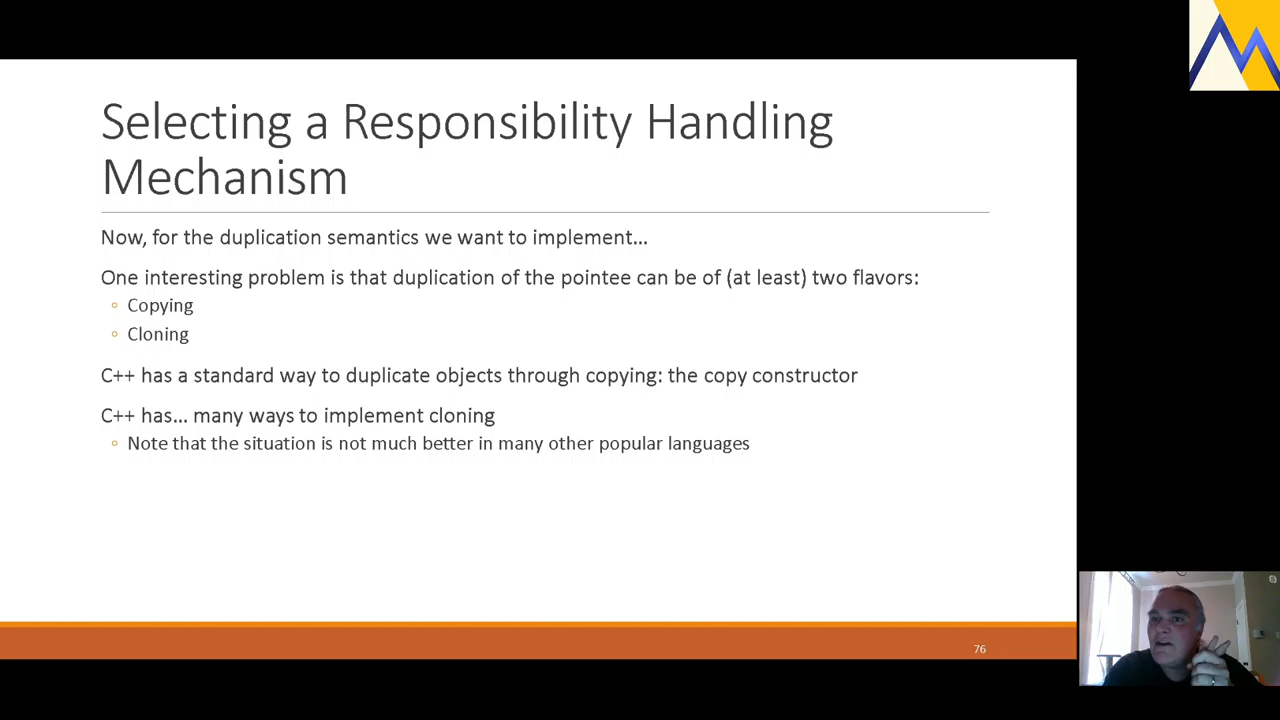 Selecting a Responsibility Handling
Mechanism
Now, for the duplication semantics we want to implement...
One interesting problem is that duplication of the pointee can be of (at least) two flavors:
◦ Copying
◦ Cloning
C++ has a standard way to duplicate objects through copying: the copy constructor
C++ has... many ways to implement cloning
◦ Note that the situation is not much better in many other popular languages
76